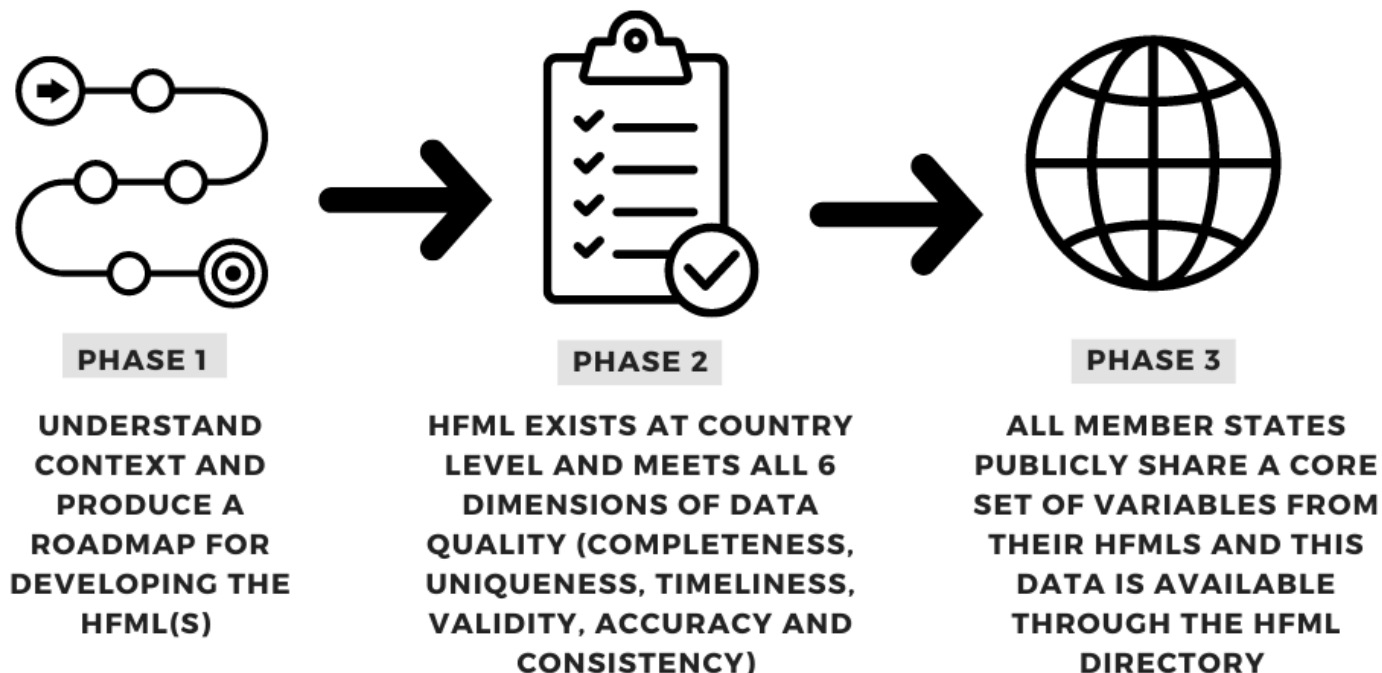 PHASE 1
UNDERSTAND
CONTEXT AND
PRODUCE A
ROADMAP FOR
DEVELOPING THE
HFML(S)
PHASE 2
HFML EXISTS AT COUNTRY
LEVEL AND MEETS ALL 6
DIMENSIONS OF DATA
QUALITY (COMPLETENESS,
UNIQUENESS, TIMELINESS,
VALIDITY, ACCURACY AND
CONSISTENCY)
PHASE 3
ALL MEMBER STATES
PUBLICLY SHARE A CORE
SET OF VARIABLES FROM
THEIR HFMLS AND THIS
DATA IS AVAILABLE
THROUGH THE HFML
DIRECTORY